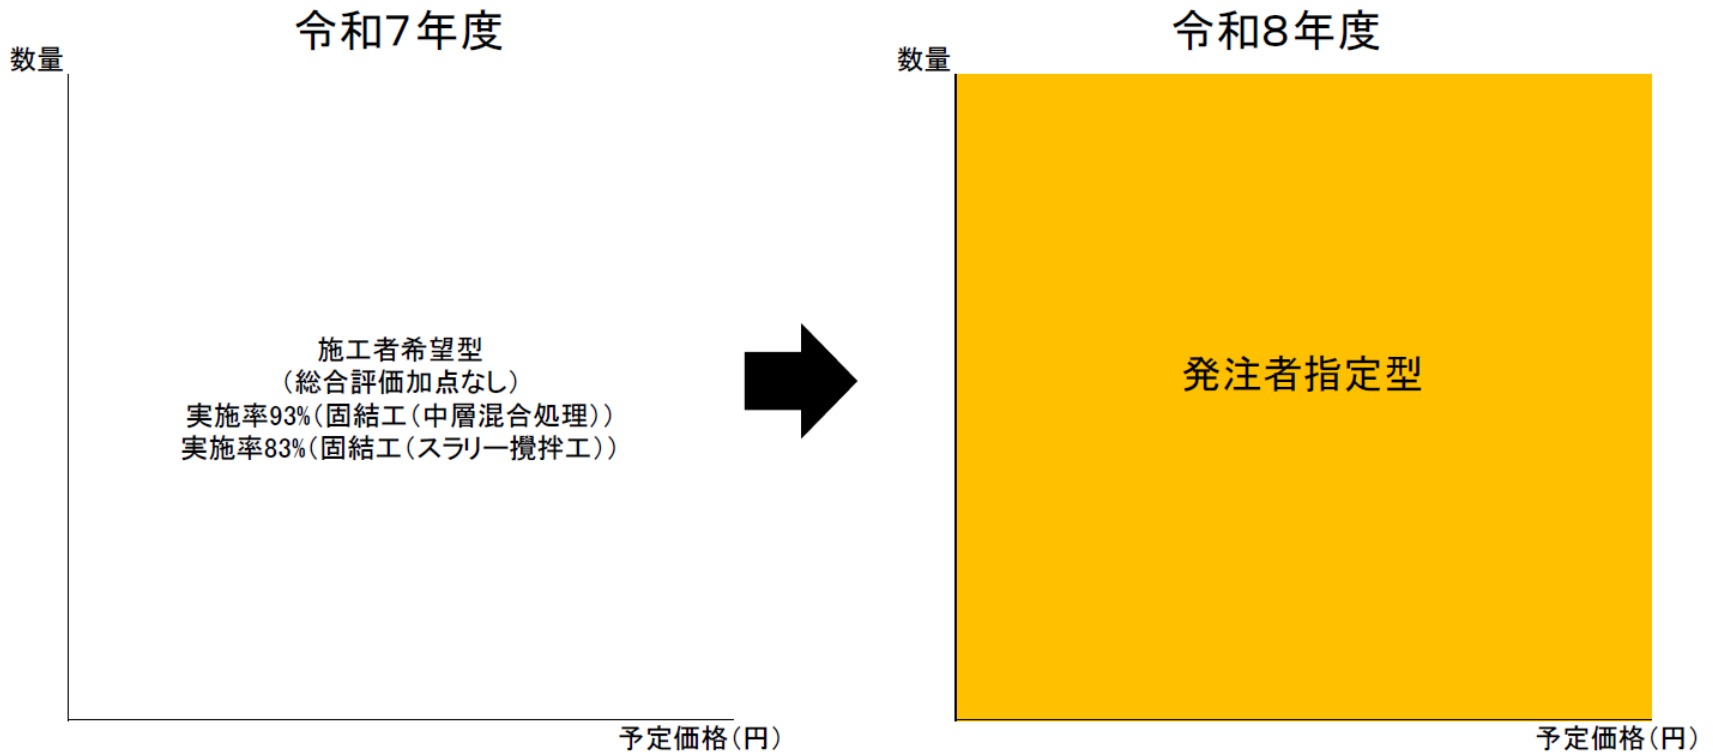 令和7年度
数量
施工者希望型
（総合評価加点なし）
実施率93%（固結工（中層混合処理））
実施率83%（固結工（スラリー攪拌工））
予定価格（円）
令和8年度
数量
発注者指定型
予定価格（円）